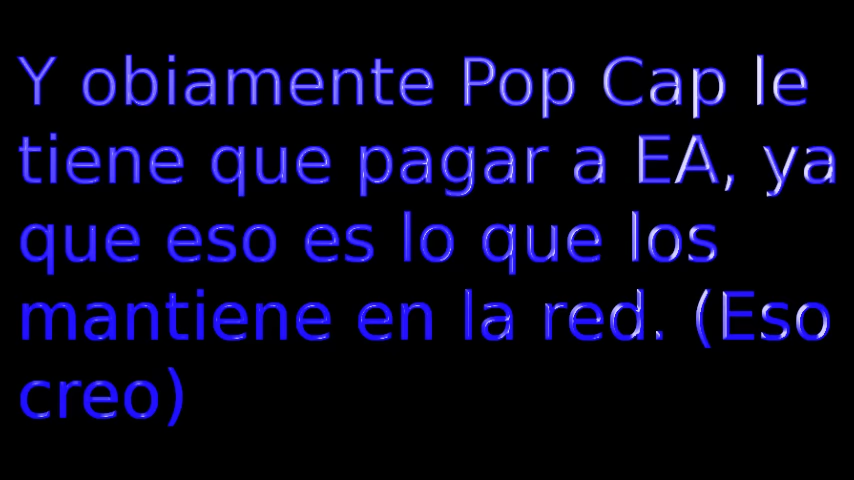 Y obiamente Pop Cap le
tiene que pagar a EA, ya
que eso es lo que los
mantiene en la red. (Eso
creo)